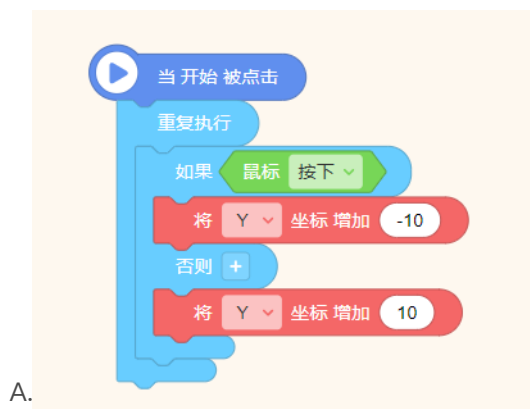 当 开始 被点击
重复执行
如果 鼠标 按下
将 Y 坐标 增加 -10
否则 +
将 Y 坐标 增加 10
A.